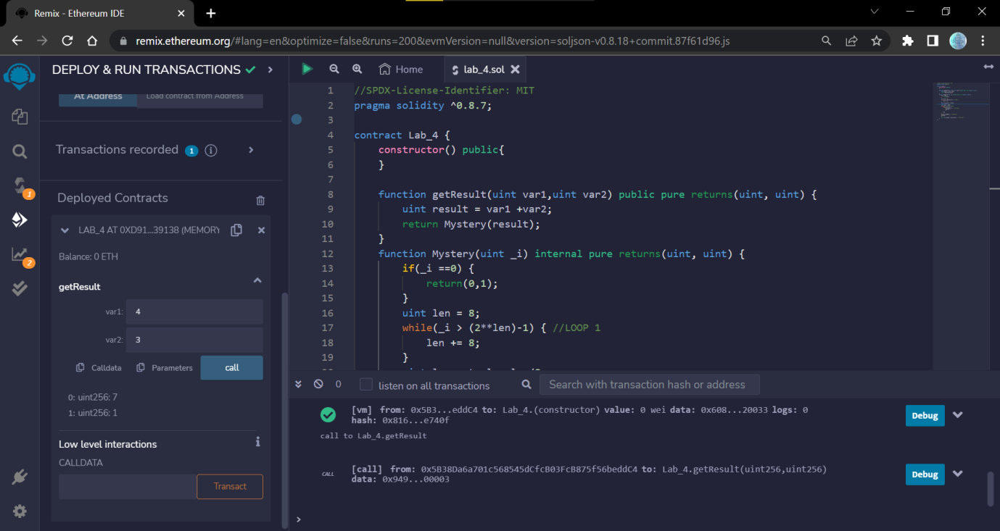 Remix - Ethereum IDE
remix.ethereum.org/#lang=en&optimize=false&runs=200&evmVersion=null&version=soljson-v0.8.18+commit.87f61d96.js
DEPLOY & RUN TRANSACTIONS
At Address
Load contract from Address
Transactions recorded 1
Deployed Contracts
LAB_4 AT 0XD91...39138 (MEMORY
Balance: 0 ETH
getResult
var1: 4
var2: 3
Calldata Parameters call
0: uint256: 7
1: uint256: 1
Low level interactions
CALLDATA
Transact
1
2
Home lab_4.sol
1 //SPDX-License-Identifier: MIT
2 pragma solidity ^0.8.7;
3
4 contract Lab_4 {
5 constructor() public{
6 }
7
8 function getResult(uint var1,uint var2) public pure returns(uint, uint) {
9 uint result = var1 +var2;
10 return Mystery(result);
11 }
12 function Mystery(uint _i) internal pure returns(uint, uint) {
13 if(_i ==0) {
14 return(0,1);
15 }
16 uint len = 8;
17 while(_i > (2**len)-1) { //LOOP 1
18 len += 8;
19 }
0 listen on all transactions Search with transaction hash or address
[vm] from: 0x5B3...eddC4 to: Lab_4.(constructor) value: 0 wei data: 0x608...20033 logs: 0
hash: 0x816...e740f
Debug
call to Lab_4.getResult
CALL [call] from: 0x5B38Da6a701c568545dCfcB03FcB875f56beddC4 to: Lab_4.getResult(uint256,uint256)
data: 0x949...00003
Debug
>